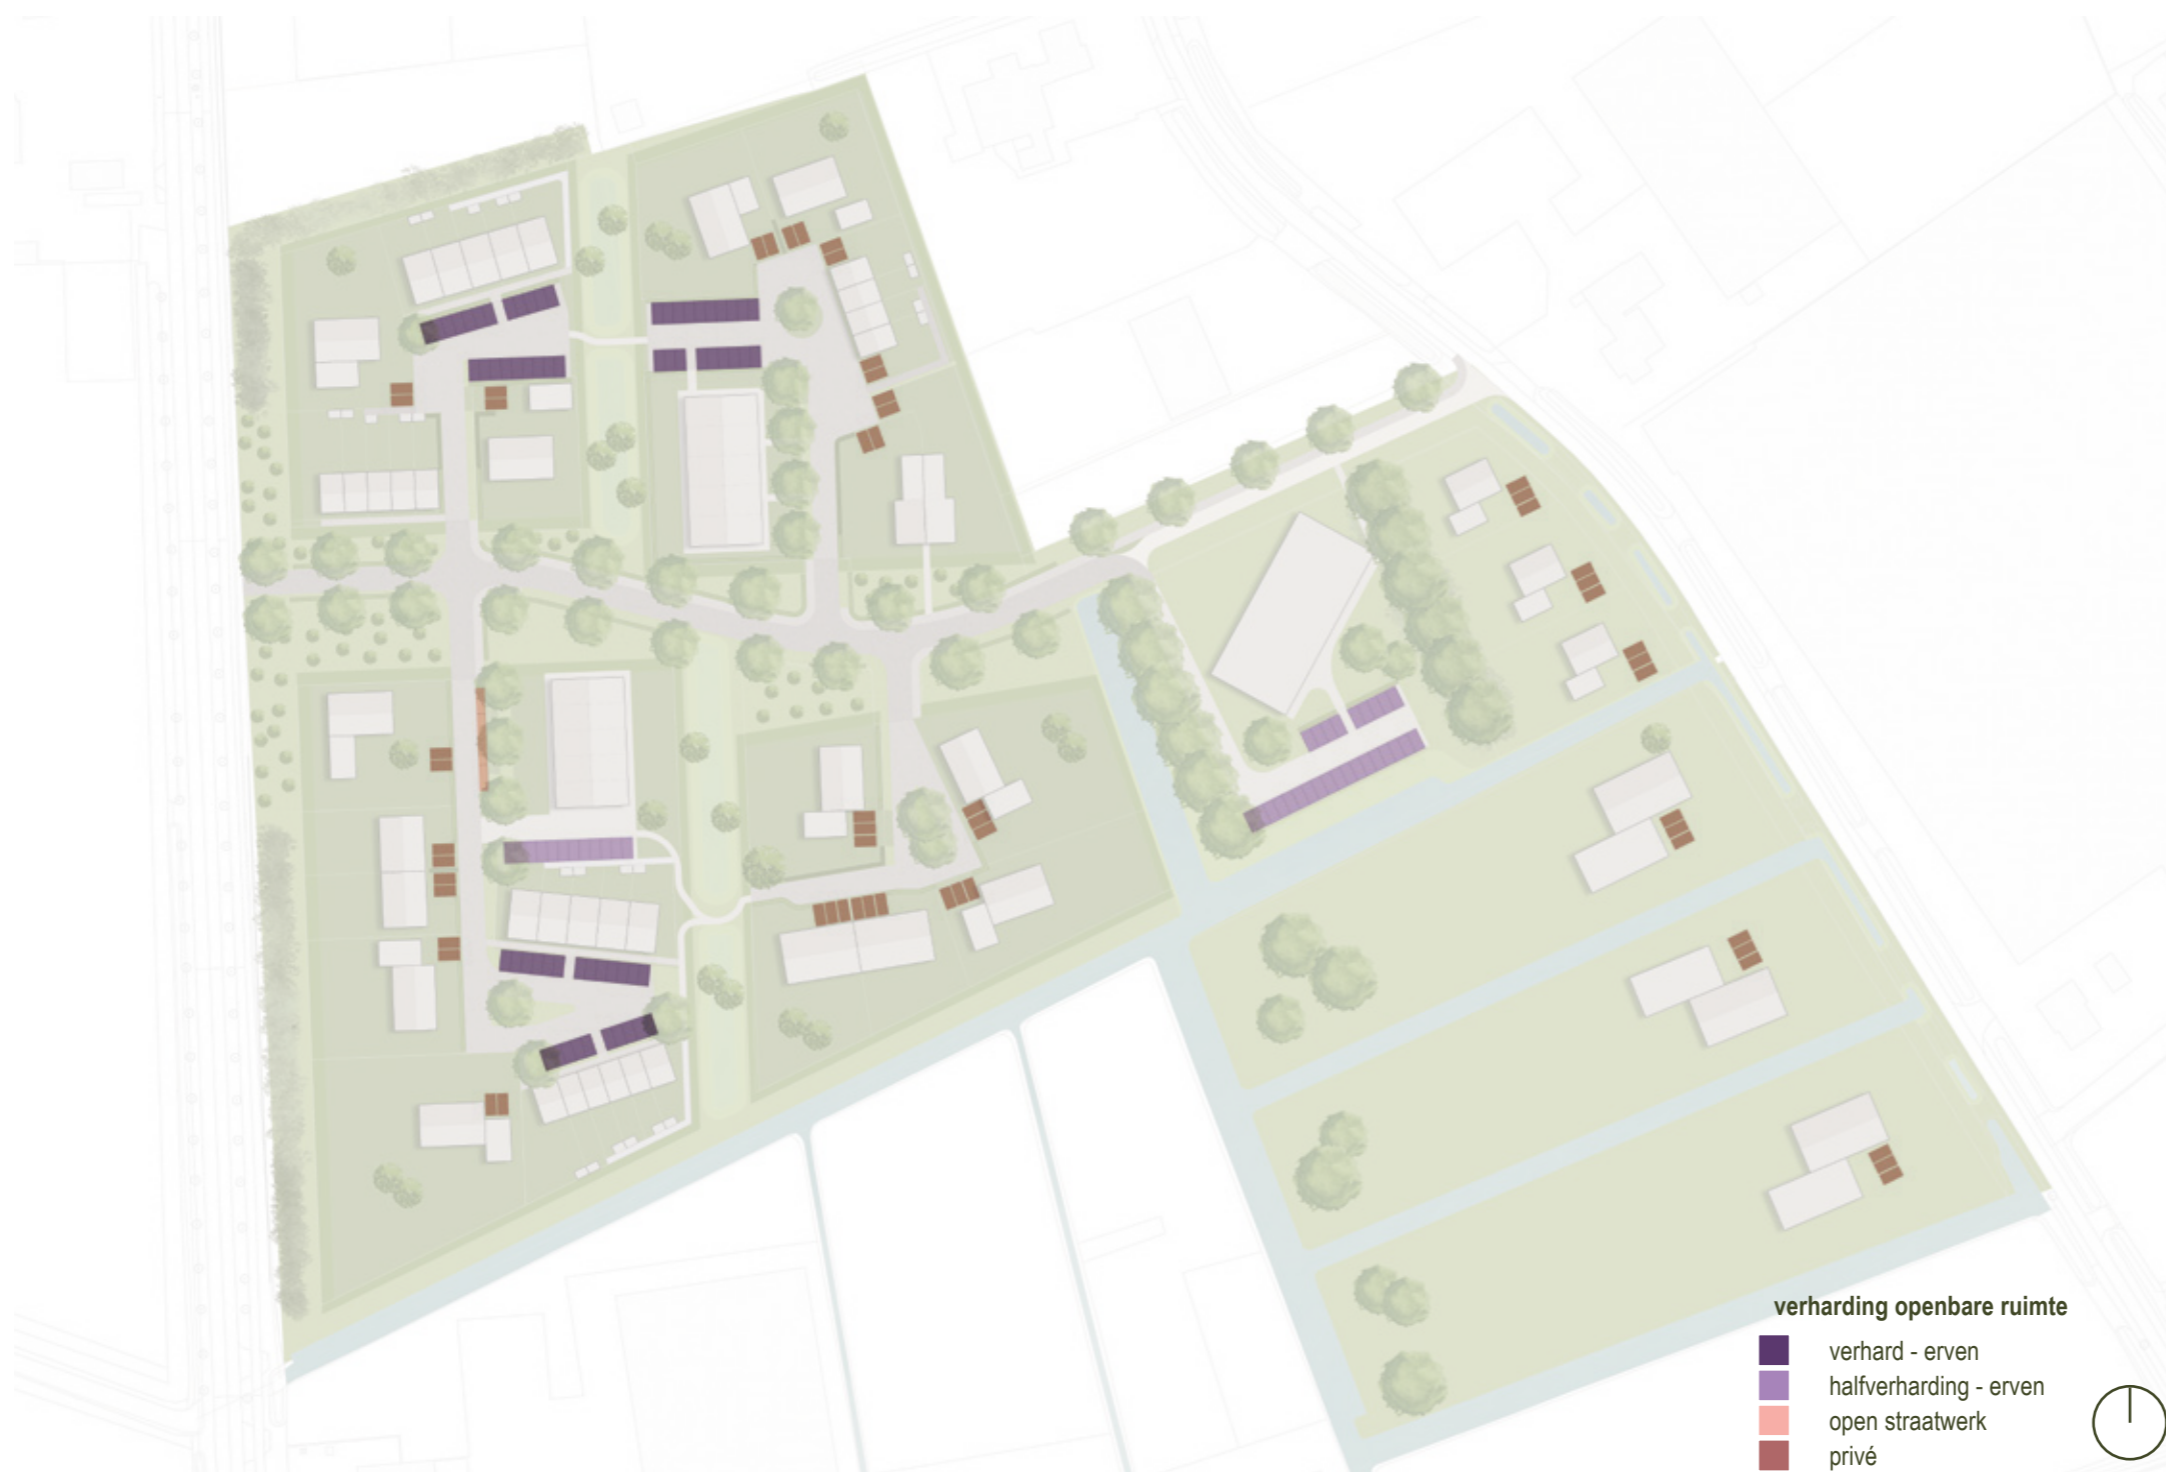 verharding openbare ruimte
verhard - erven
halfverharding - erven
open straatwerk
privé